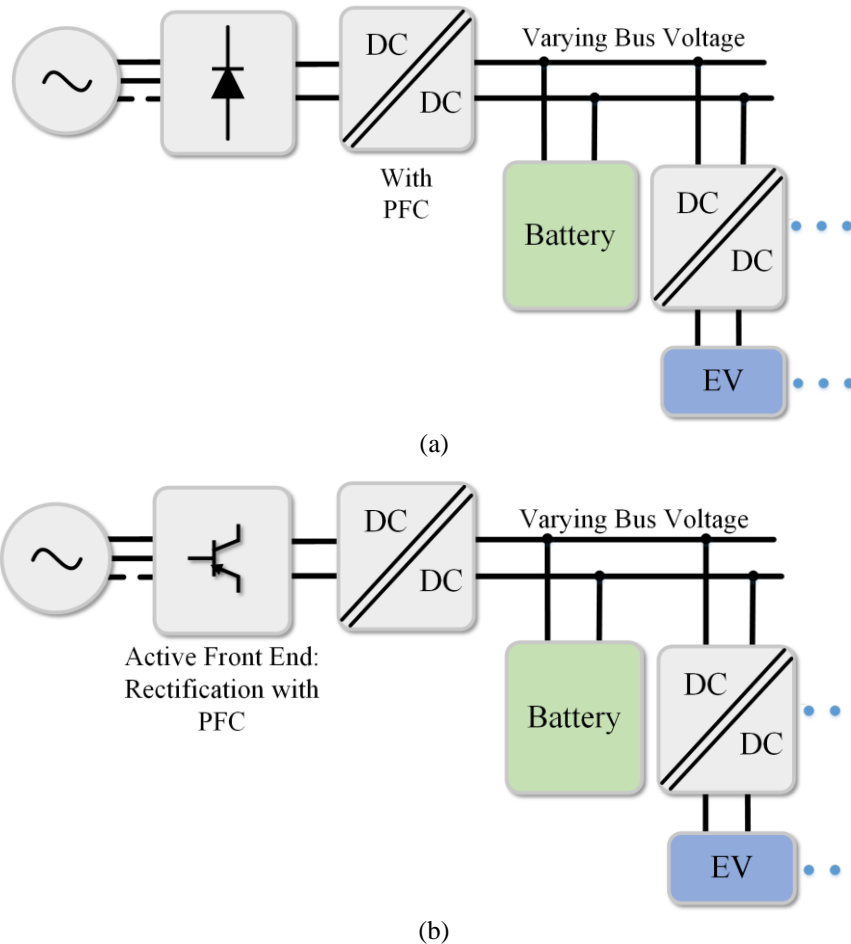 DC
DC
Varying Bus Voltage
With
PFC
Battery
DC
DC
EV
(a)
DC
DC
Varying Bus Voltage
Active Front End:
Rectification with
PFC
Battery
DC
DC
EV
(b)